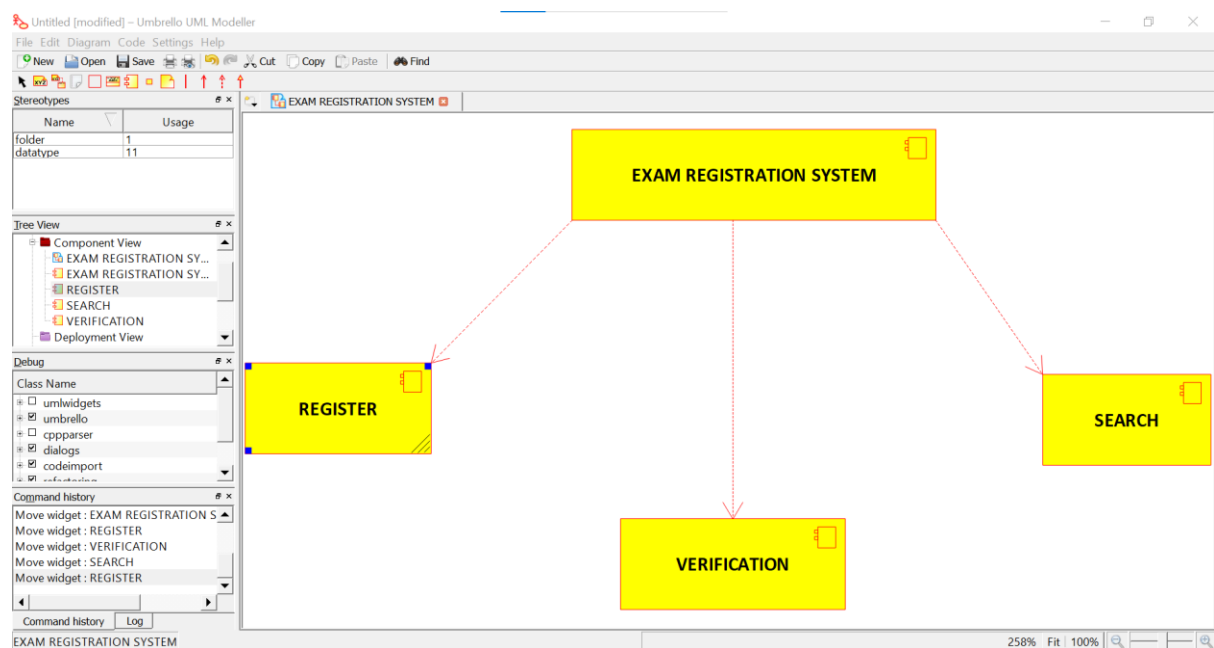 Untitled [modified] – Umbrello UML Modeller
File Edit Diagram Code Settings Help
New Open Save Cut Copy Paste Find
Stereotypes
EXAM REGISTRATION SYSTEM
Name Usage
folder 1
datatype 11
EXAM REGISTRATION SYSTEM
Tree View
Component View
EXAM REGISTRATION SY...
EXAM REGISTRATION SY...
REGISTER
SEARCH
VERIFICATION
Deployment View
Debug
Class Name
umlwidgets
umbrello
cppparser
dialogs
codeimport
refactoring
REGISTER
SEARCH
VERIFICATION
Command history
Move widget : EXAM REGISTRATION S
Move widget : REGISTER
Move widget : VERIFICATION
Move widget : SEARCH
Move widget : REGISTER
Command history Log
EXAM REGISTRATION SYSTEM
258% Fit 100%